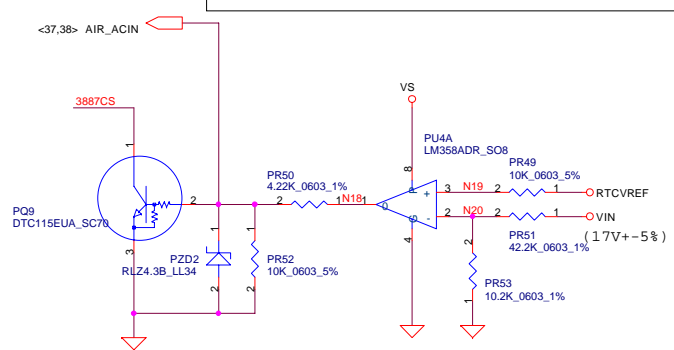 <37,38> AIR_ACIN
3887CS
VS
PU4A
LM358ADR_SO8
PR50
4.22K_0603_1%
PR49
10K_0603_5%
1
8
P
3
N19
2
1
RTCVREF
2
2
1
N18
1
0
+
-
G
2
N20
2
1
VIN
PQ9
DTC115EUA_SC70
PR51
42.2K_0603_1%
(17V+-5%)
3
1
1
4
2
PZD2
RLZ4.3B_LL34
PR52
10K_0603_5%
PR53
10.2K_0603_1%
2
2
1